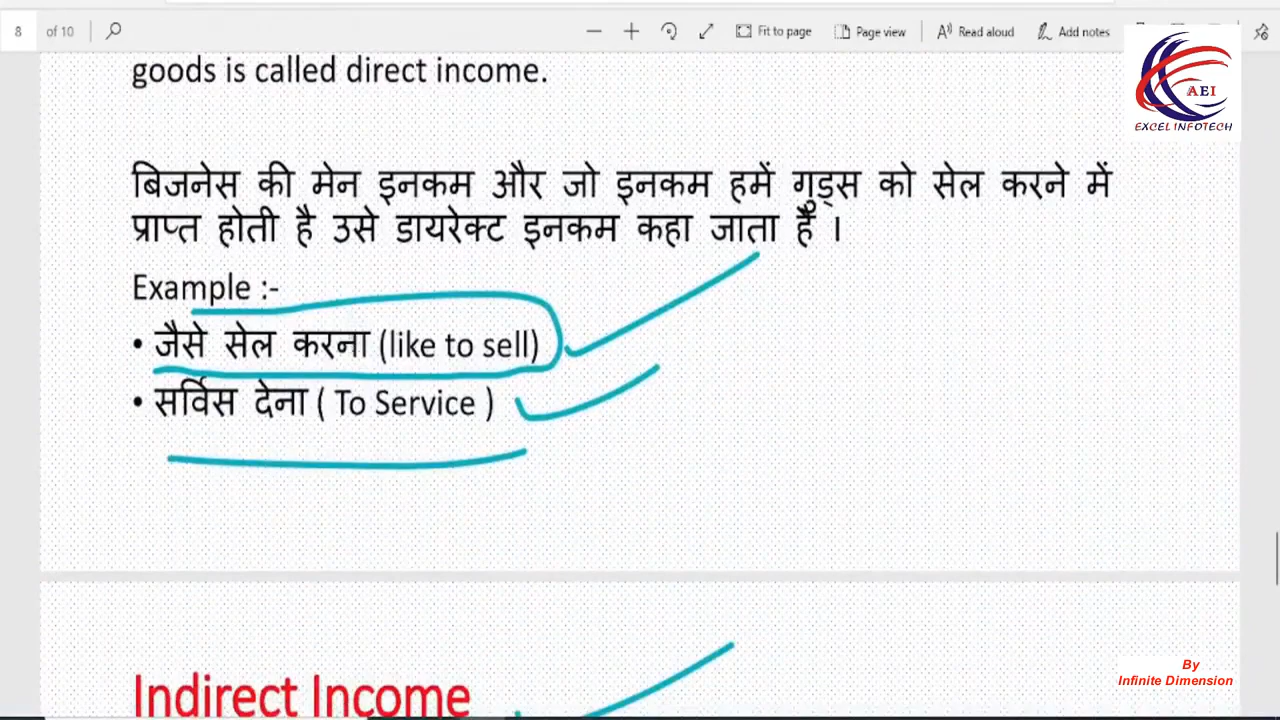 8 of 10 Fit to page Page view Read aloud Add notes
AEI
EXCEL INFOTECH
goods is called direct income.
बिजनेस की मेन इनकम और जो इनकम हमें गुड्स को सेल करने में
प्राप्त होती है उसे डायरेक्ट इनकम कहा जाता है ।
Example :-
• जैसे सेल करना (like to sell)
• सर्विस देना ( To Service )
Indirect Income
By
Infinite Dimension